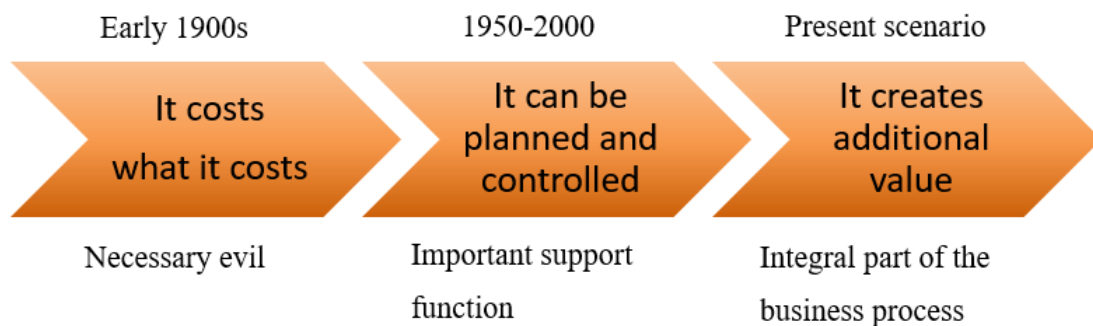 Early 1900s
1950-2000
Present scenario
It costs
what it costs
It can be
planned and
controlled
It creates
additional
value
Necessary evil
Important support
function
Integral part of the
business process